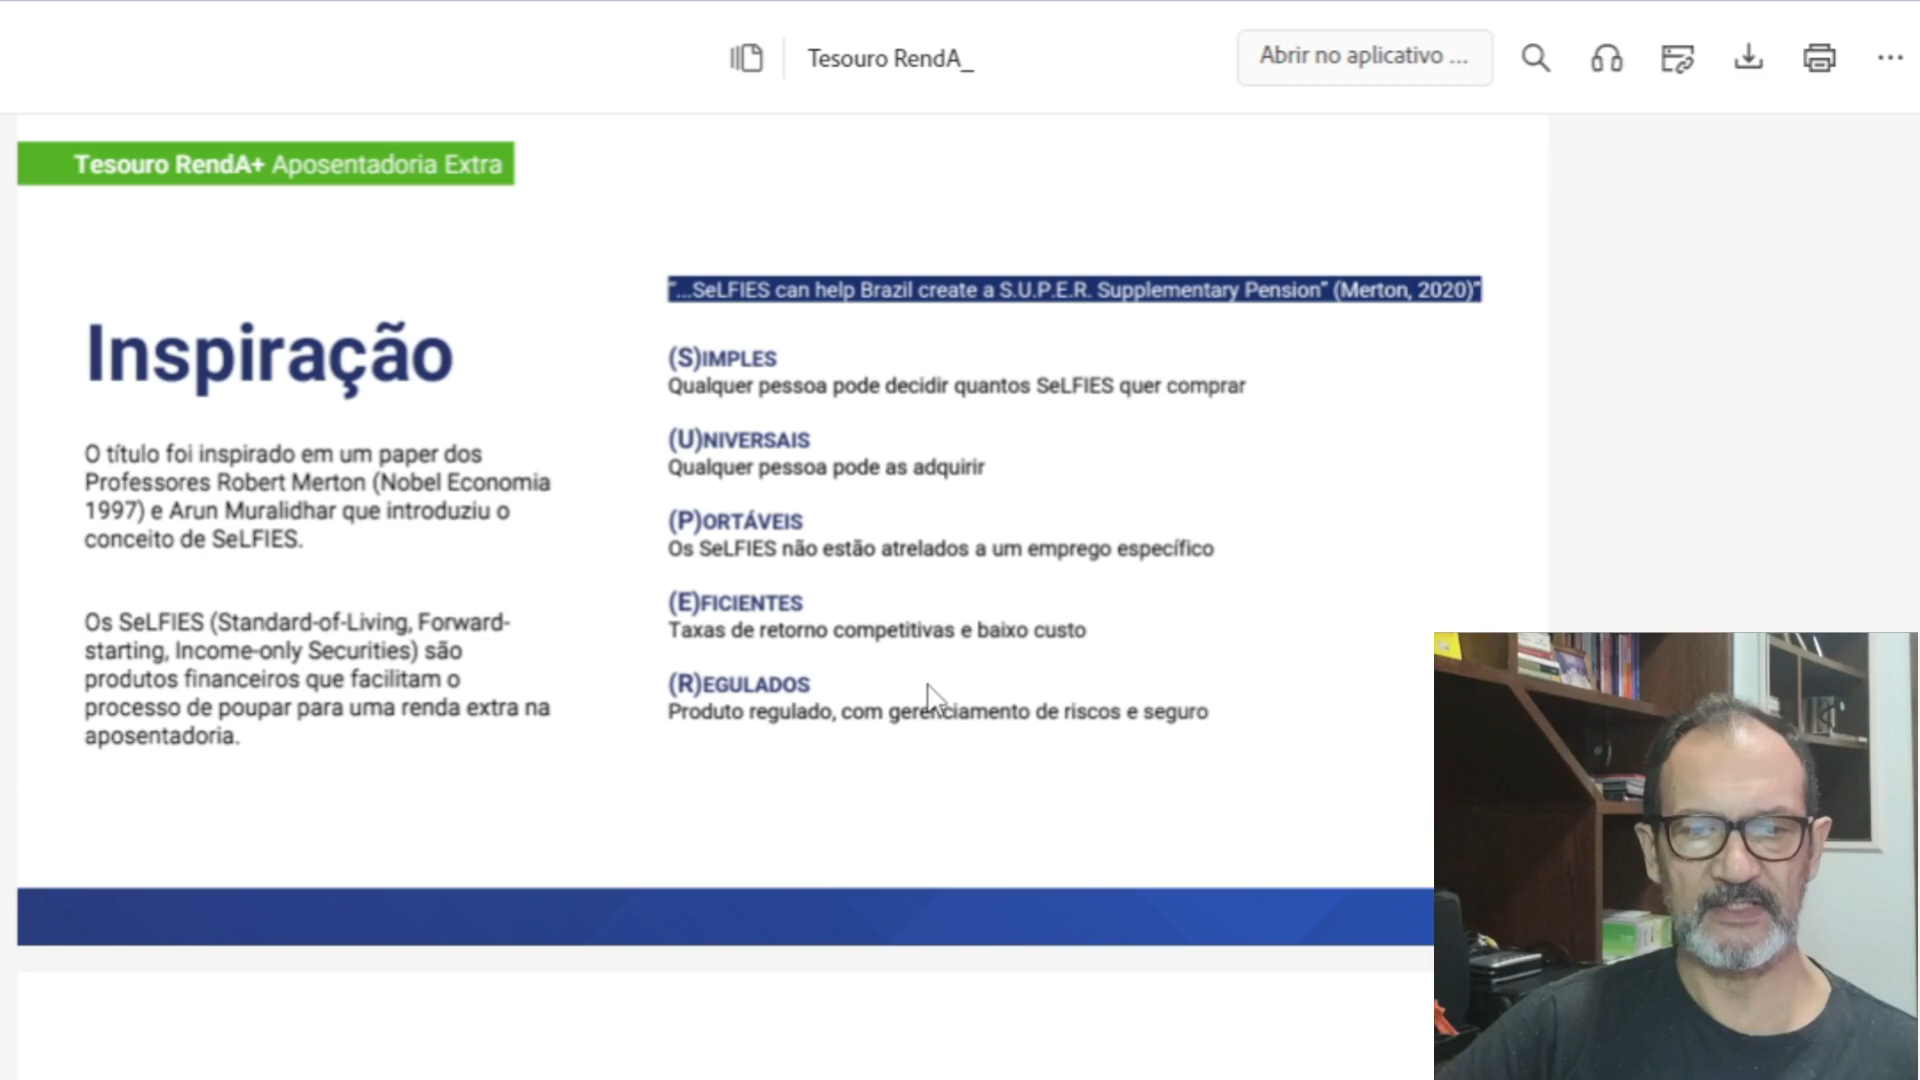 Tesouro RendA_
Abrir no aplicativo ...
Tesouro RendA+ Aposentadoria Extra
Inspiração
O título foi inspirado em um paper dos
Professores Robert Merton (Nobel Economia
1997) e Arun Muralidhar que introduziu o
conceito de SeLFIES.
Os SeLFIES (Standard-of-Living, Forward-
starting, Income-only Securities) são
produtos financeiros que facilitam o
processo de poupar para uma renda extra na
aposentadoria.
"...SeLFIES can help Brazil create a S.U.P.E.R. Supplementary Pension" (Merton, 2020)"
(S)IMPLES
Qualquer pessoa pode decidir quantos SeLFIES quer comprar
(U)NIVERSAIS
Qualquer pessoa pode as adquirir
(P)ORTÁVEIS
Os SeLFIES não estão atrelados a um emprego específico
(E)FICIENTES
Taxas de retorno competitivas e baixo custo
(R)EGULADOS
Produto regulado, com gerenciamento de riscos e seguro